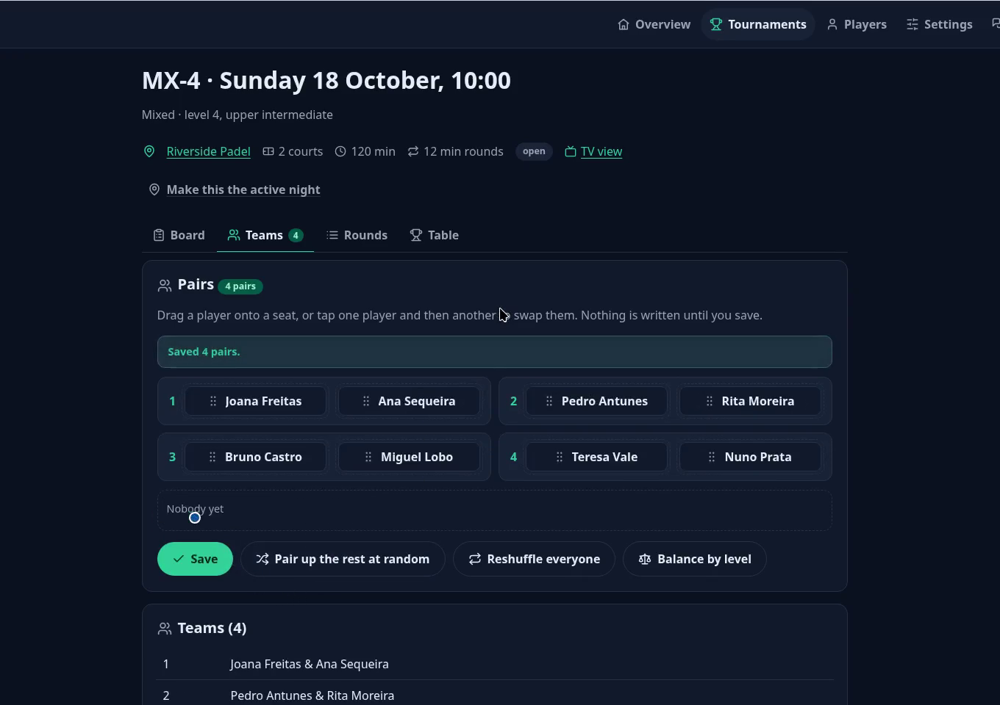 Overview Tournaments Players Settings
MX-4 · Sunday 18 October, 10:00
Mixed · level 4, upper intermediate
Riverside Padel 2 courts 120 min 12 min rounds open TV view
Make this the active night
Board Teams 4 Rounds Table
Pairs 4 pairs
Drag a player onto a seat, or tap one player and then another swap them. Nothing is written until you save.
Saved 4 pairs.
1 Joana Freitas Ana Sequeira 2 Pedro Antunes Rita Moreira
3 Bruno Castro Miguel Lobo 4 Teresa Vale Nuno Prata
Nobody yet
Save Pair up the rest at random Reshuffle everyone Balance by level
Teams (4)
1 Joana Freitas & Ana Sequeira
2 Pedro Antunes & Rita Moreira